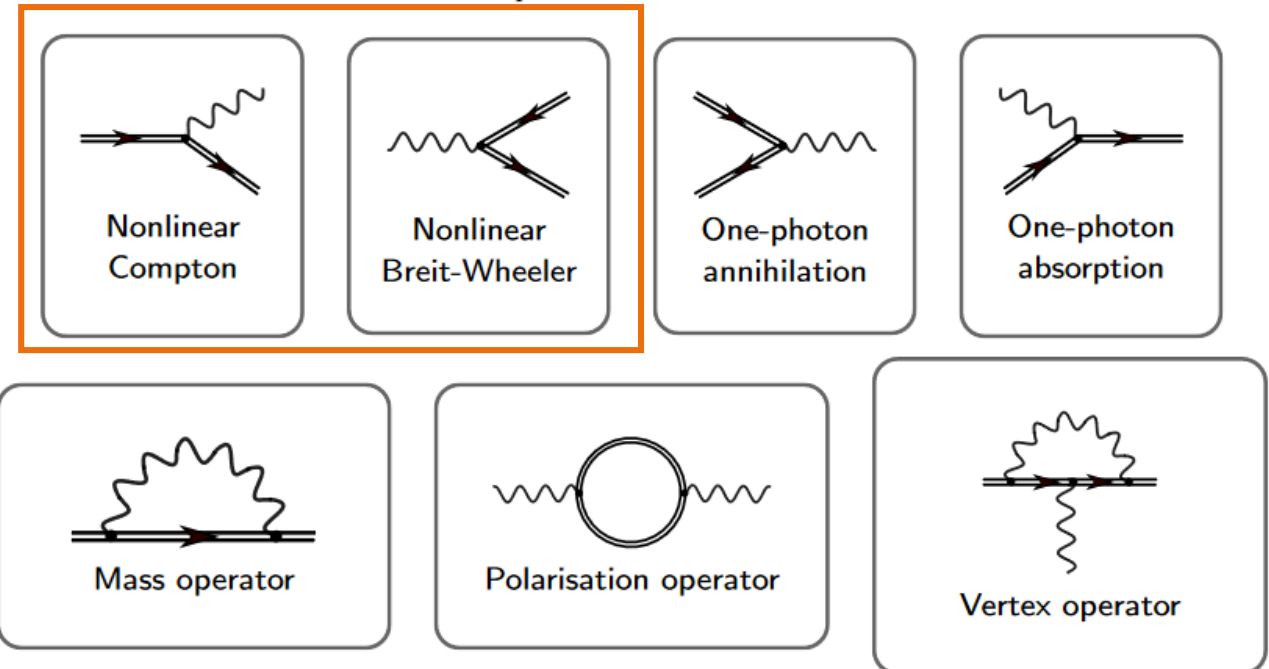 Nonlinear
Compton
Nonlinear
Breit-Wheeler
One-photon
annihilation
One-photon
absorption
Mass operator
Polarisation operator
Vertex operator